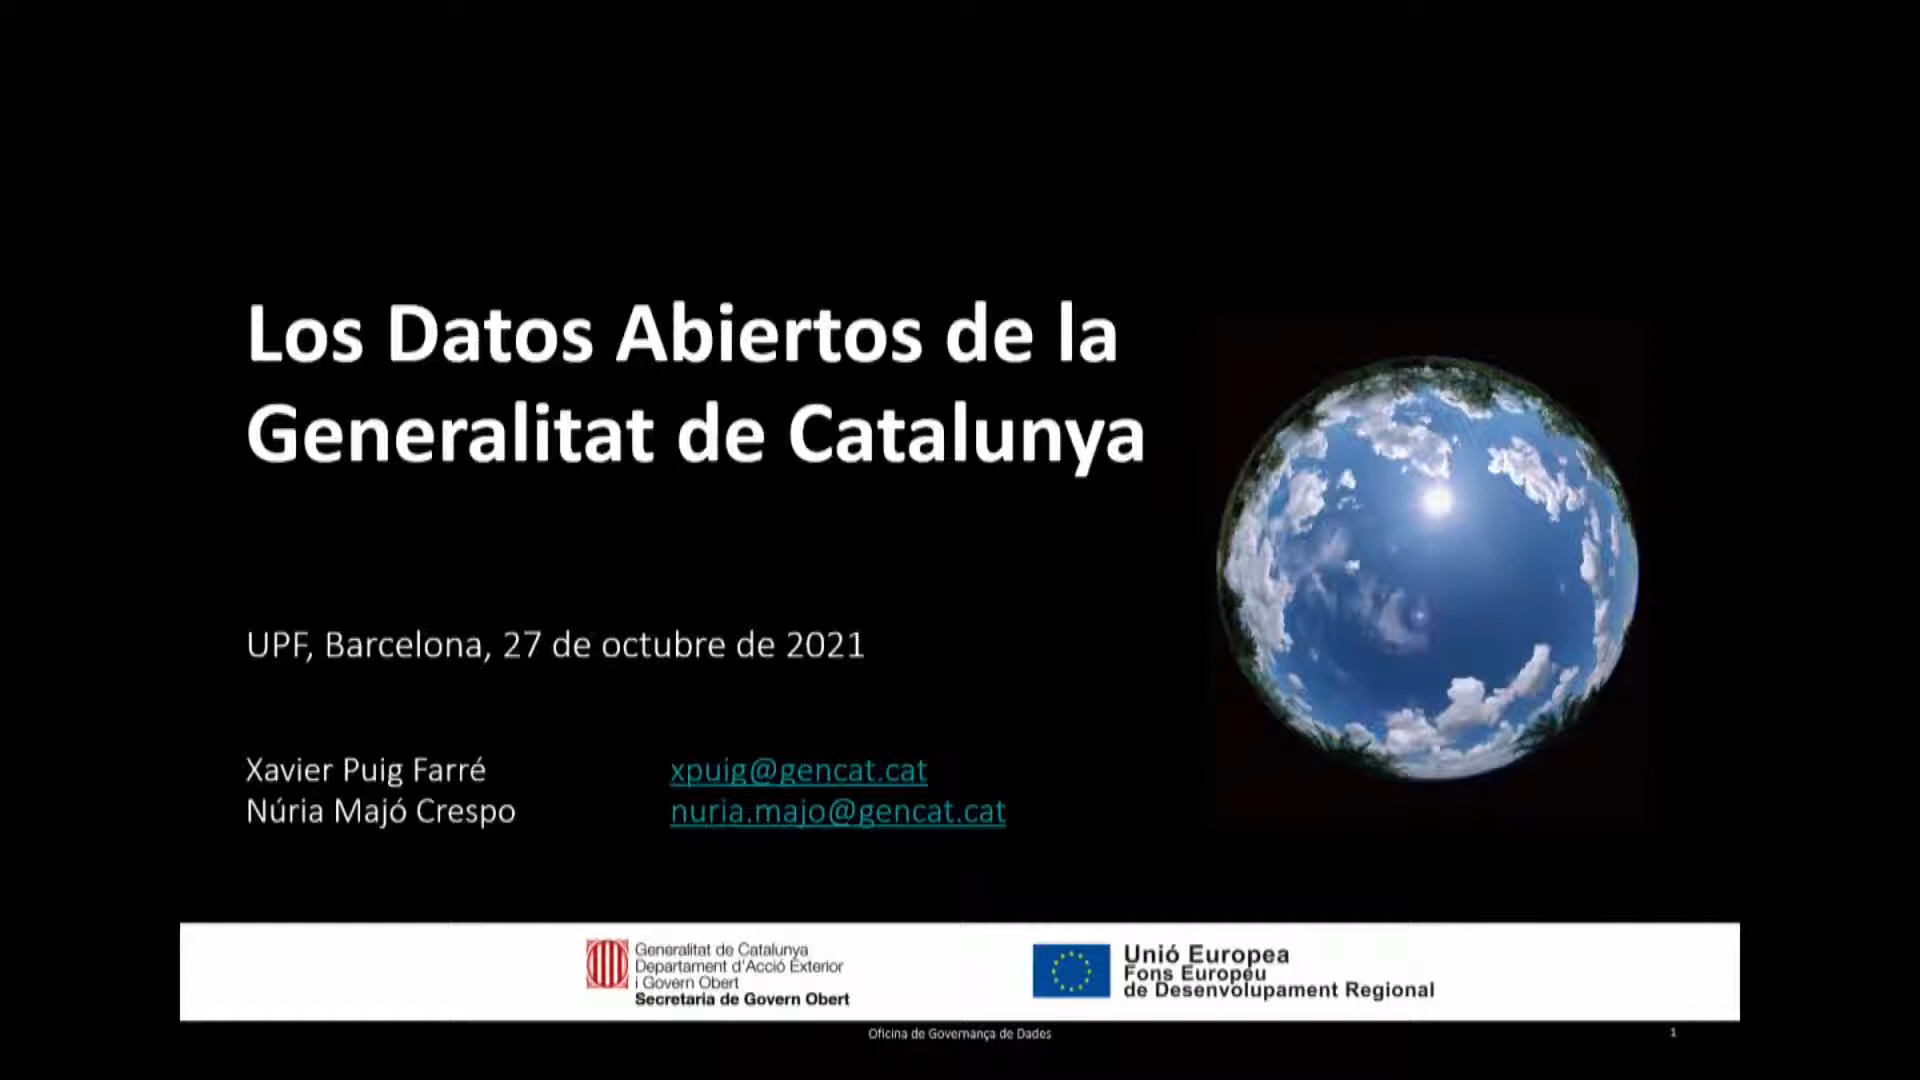 Los Datos Abiertos de la
Generalitat de Catalunya
UPF, Barcelona, 27 de octubre de 2021
Xavier Puig Farré xpuig@gencat.cat
Núria Majó Crespo nuria.majo@gencat.cat
Generalitat de Catalunya
Departament d'Acció Exterior
i Govern Obert
Secretaria de Govern Obert
Unió Europea
Fons Europeu
de Desenvolupament Regional
Oficina de Governança de Dades
1